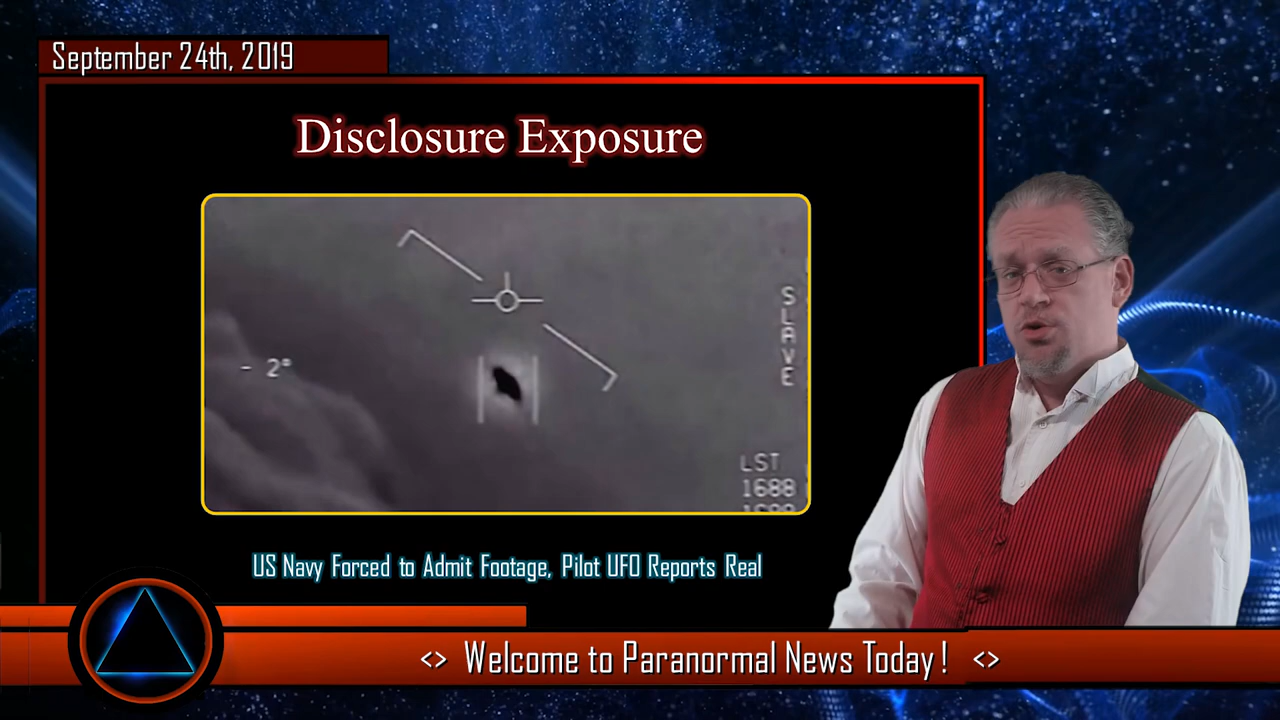 September 24th, 2019
Disclosure Exposure
- 2°
SLAVE
LST
1688
US Navy Forced to Admit Footage, Pilot UFO Reports Real
<> Welcome to Paranormal News Today! <>